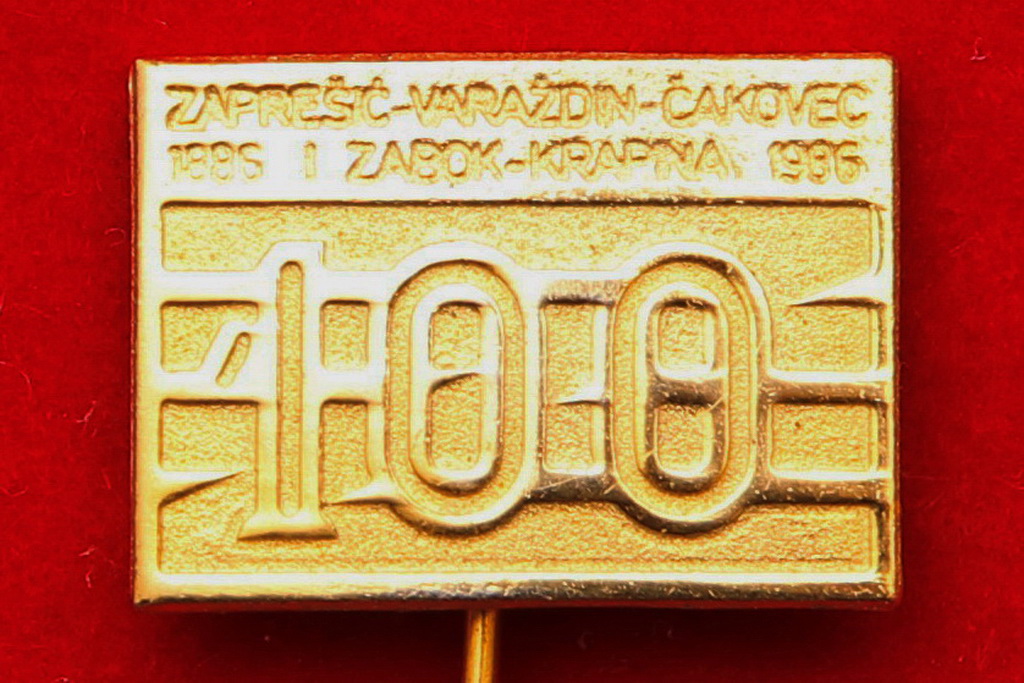 ZAPREŠIĆ-VARAŽDIN-ČAKOVEC
1886 I ZABOK-KRAPINA 1986
100